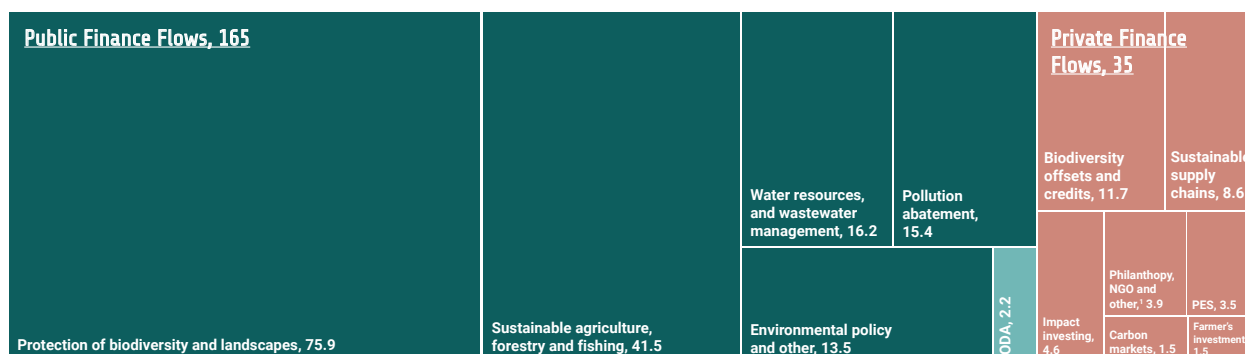 Public Finance Flows, 165
Protection of biodiversity and landscapes, 75.9
Sustainable agriculture,
forestry and fishing, 41.5
Water resources,
and wastewater
management, 16.2
Pollution
abatement,
15.4
Environmental policy
and other, 13.5
ODA, 2.2
Private Finance
Flows, 35
Biodiversity
offsets and
credits, 11.7
Sustainable
supply
chains, 8.6
Impact
investing,
4.6
Philanthopy,
NGO and
other,¹ 3.9
PES, 3.5
Carbon
markets, 1.5
Farmer's
investment
1.5